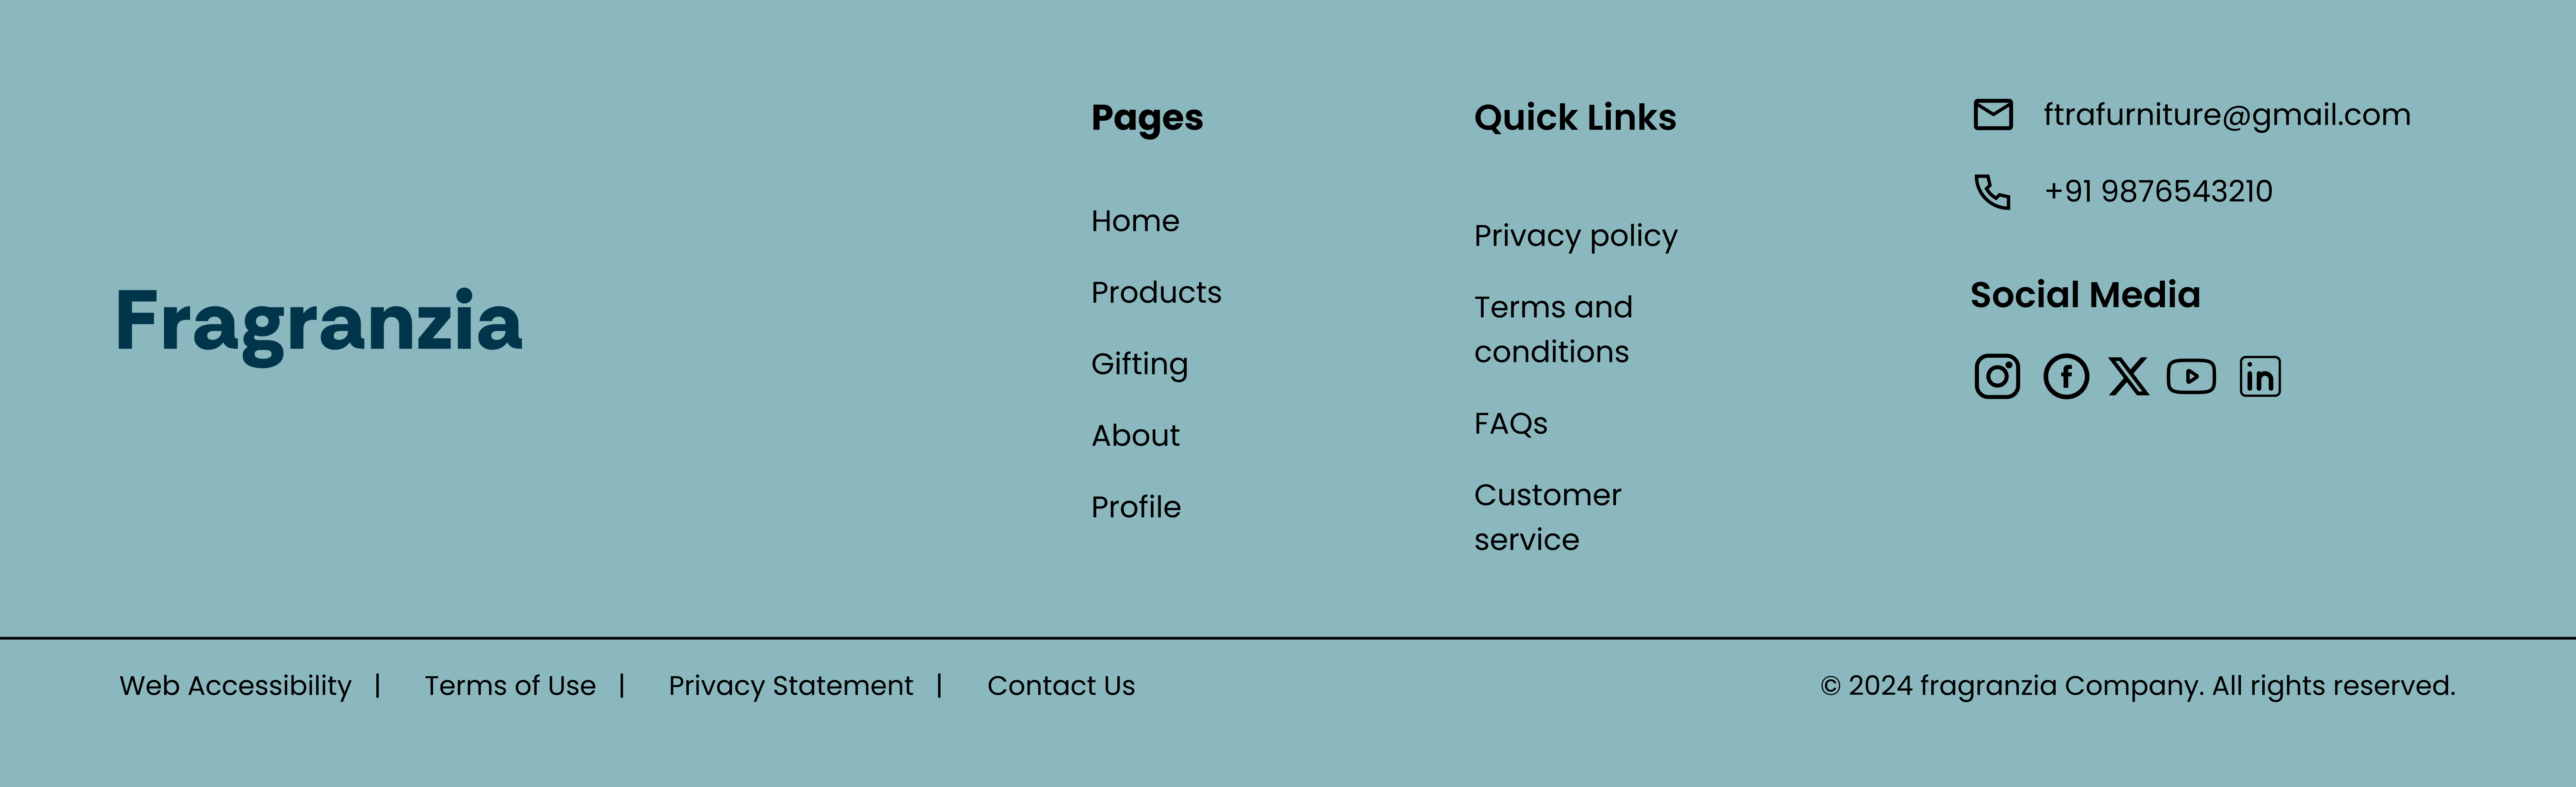 Fragranzia
Pages
Home
Products
Gifting
About
Profile
Quick Links
Privacy policy
Terms and
conditions
FAQs
Customer
service
ftrafurniture@gmail.com
+91 9876543210
Social Media
Web Accessibility |
Terms of Use |
Privacy Statement |
Contact Us
© 2024 fragranzia Company. All rights reserved.